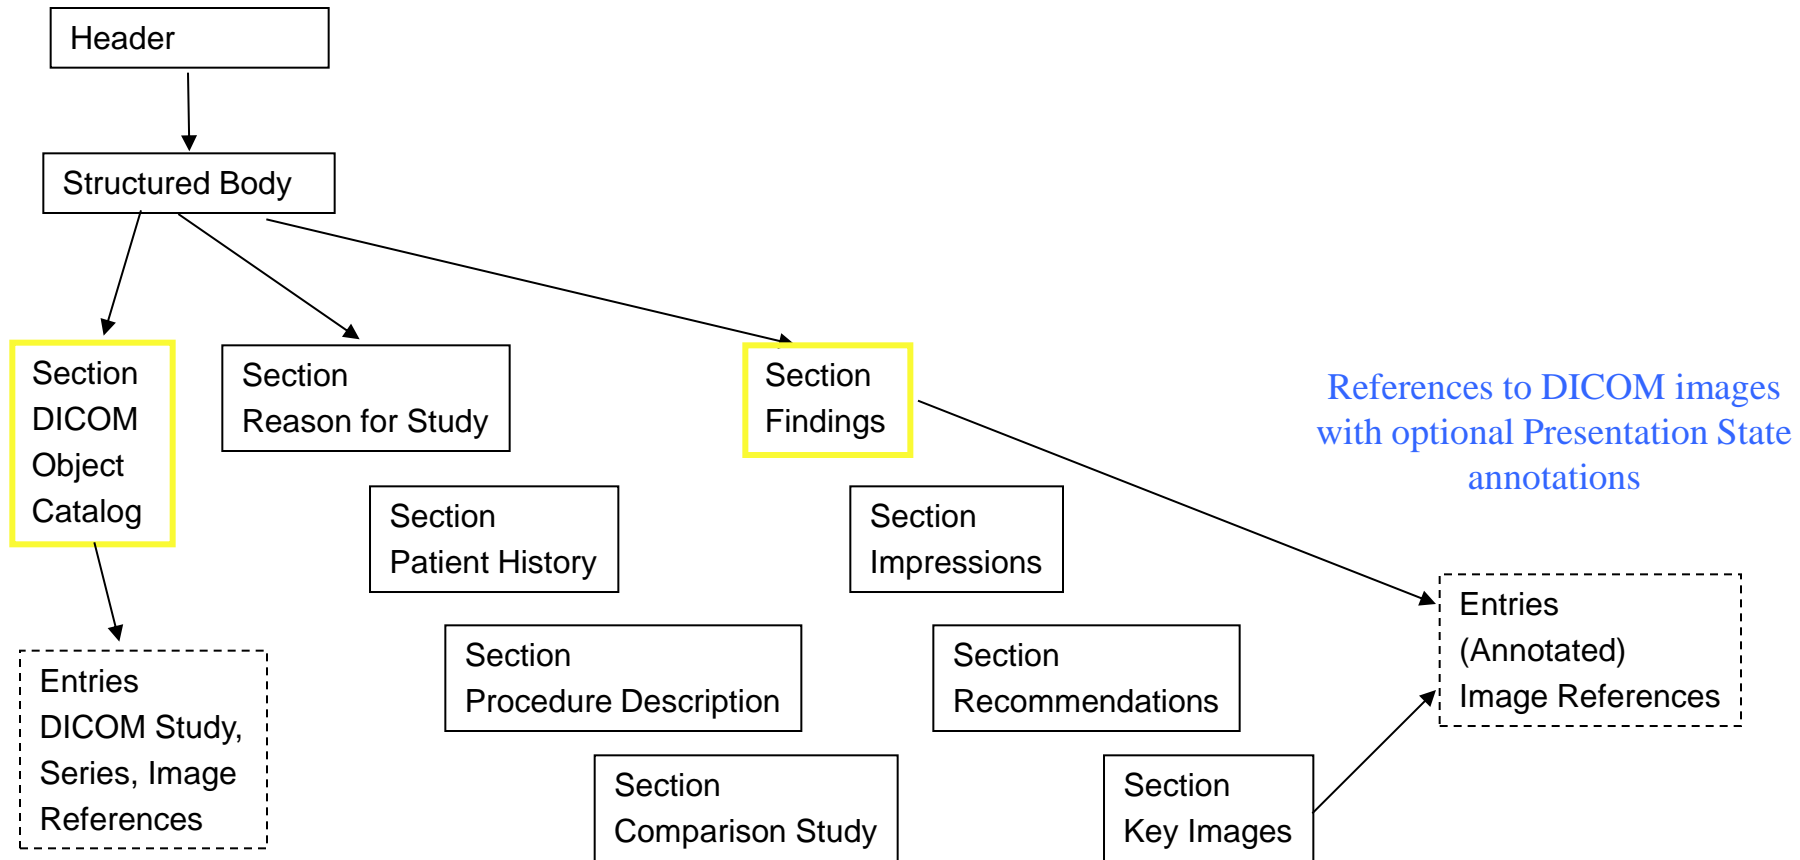 Header
Structured Body
Section
DICOM
Object
Catalog
Section
Reason for Study
Section
Findings
References to DICOM images
with optional Presentation State
annotations
Section
Patient History
Section
Impressions
Entries
(Annotated)
Image References
Section
Procedure Description
Section
Recommendations
Entries
DICOM Study,
Series, Image
References
Section
Comparison Study
Section
Key Images